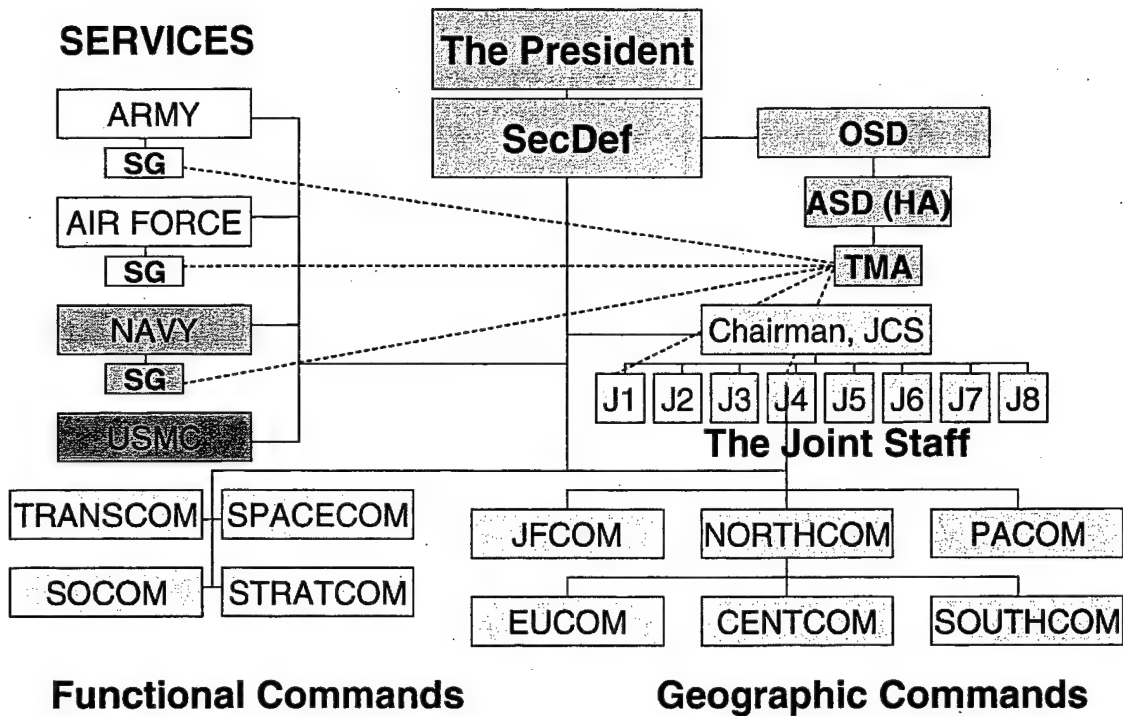 SERVICES
The President
ARMY
SecDef
OSD
SG
ASD (HA)
AIR FORCE
SG
TMA
NAVY
Chairman, JCS
SG
J1 J2 J3 J4 J5 J6 J7 J8
USMC
The Joint Staff
TRANSCOM SPACECOM
JFCOM NORTHCOM PACOM
SOCOM STRATCOM
EUCOM CENTCOM SOUTHCOM
Functional Commands
Geographic Commands